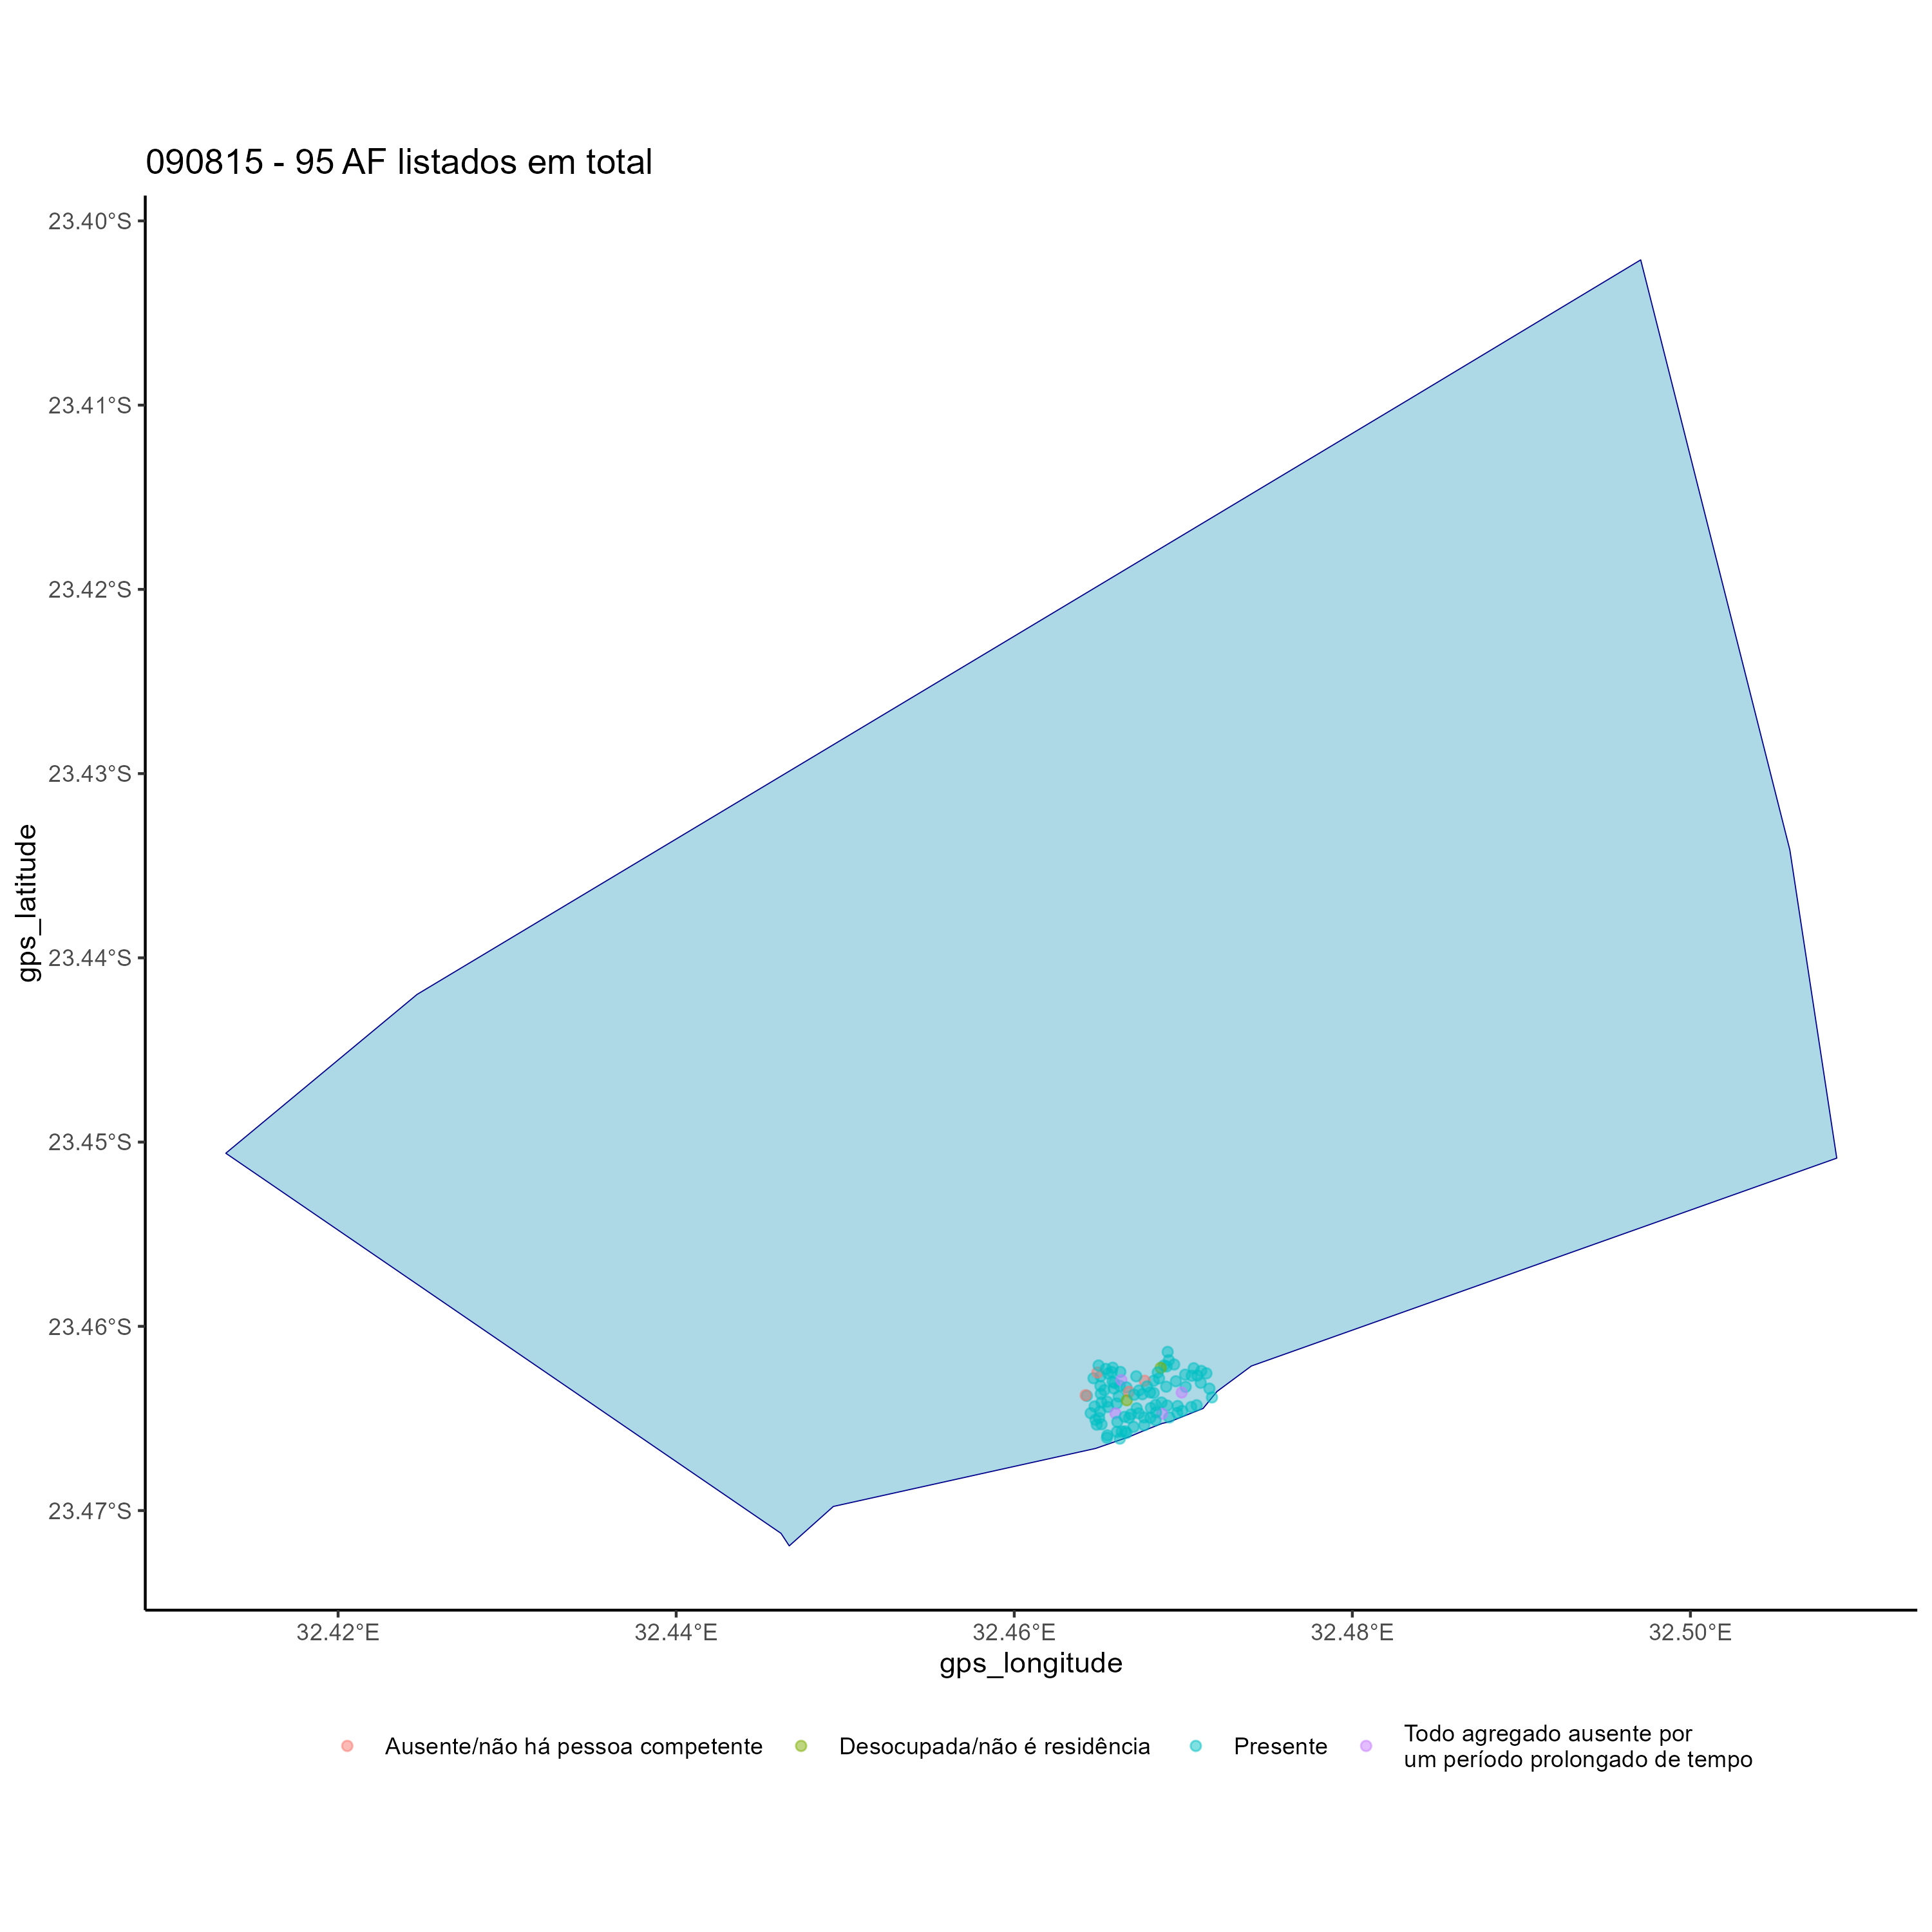 090815 - 95 AF listados em total
23.40°S
23.41°S
23.42°S
23.43°S
23.44°S
23.45°S
23.46°S
23.47°S
gps_latitude
32.42°E
32.44°E
32.46°E
32.48°E
32.50°E
gps_longitude
Ausente/não há pessoa competente
Desocupada/não é residência
Presente
Todo agregado ausente por
um período prolongado de tempo